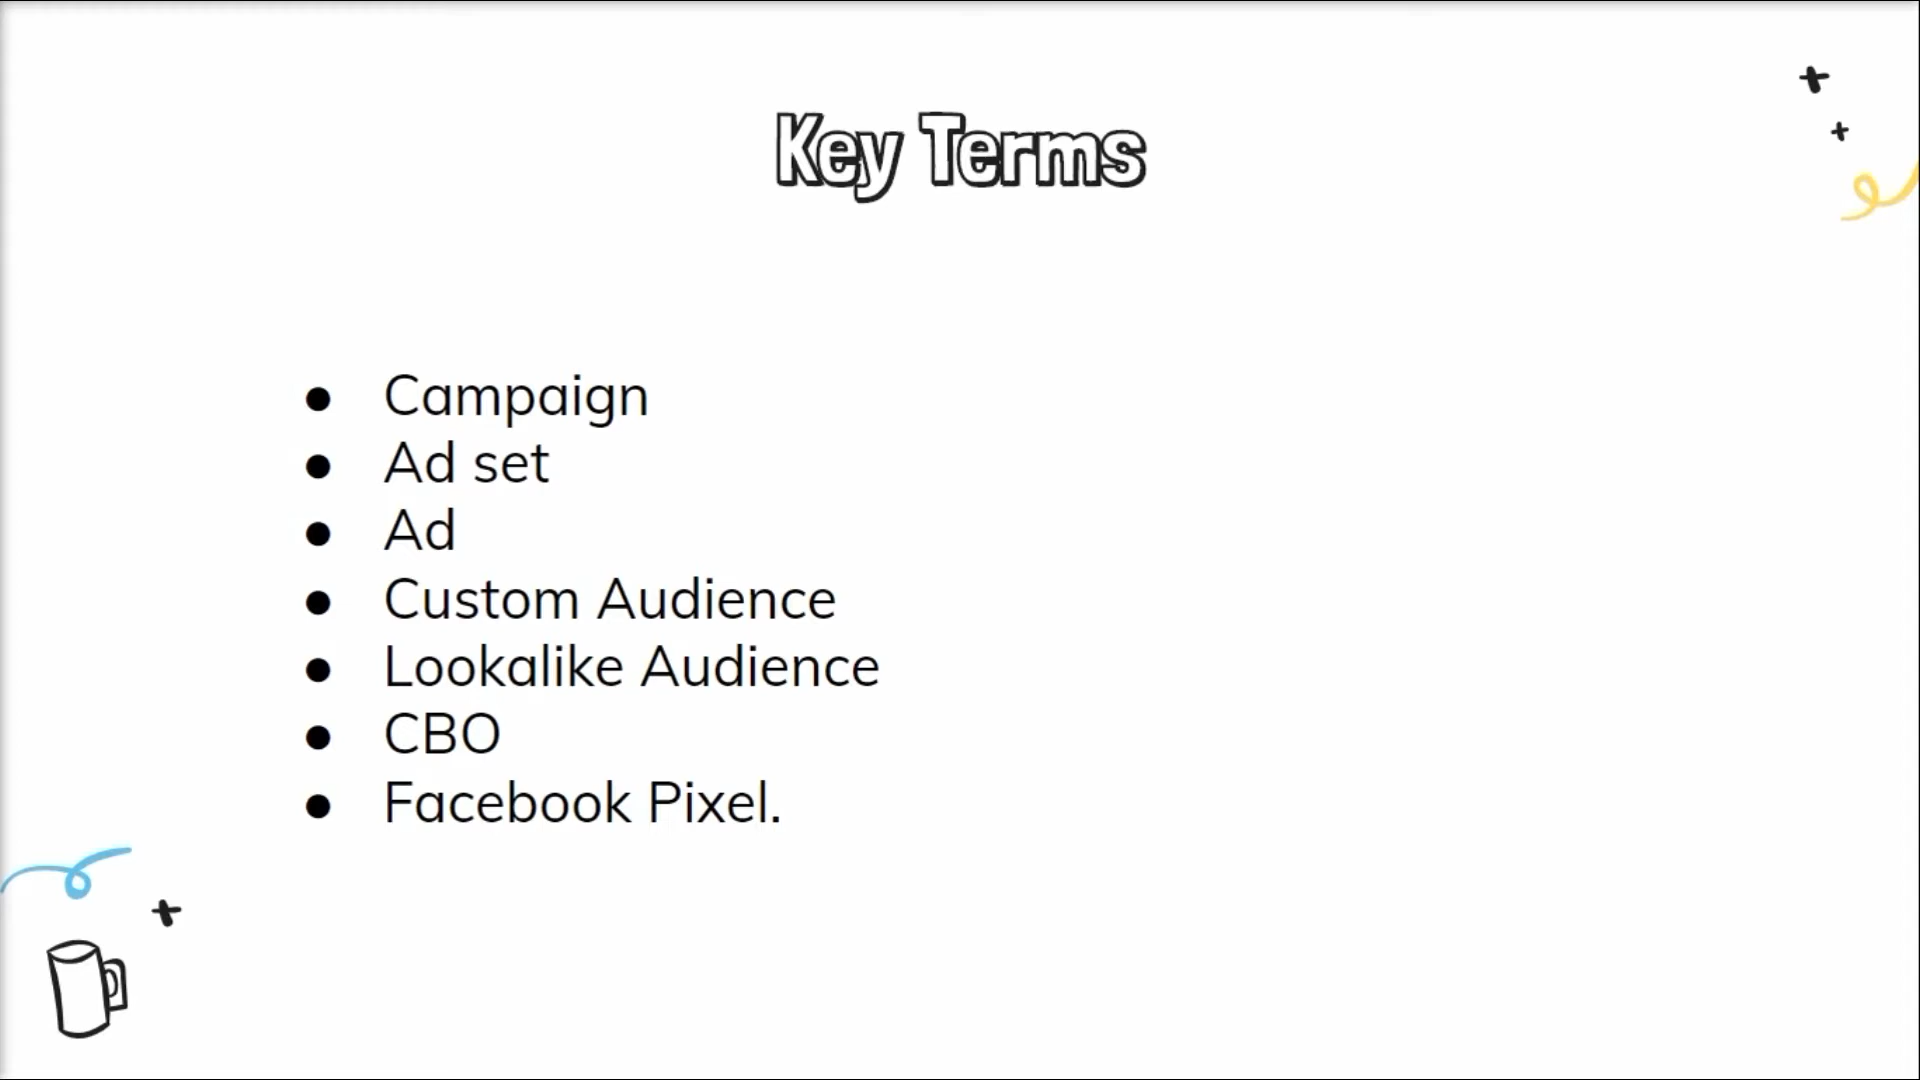 Key Terms
● Campaign
● Ad set
● Ad
● Custom Audience
● Lookalike Audience
● CBO
● Facebook Pixel.